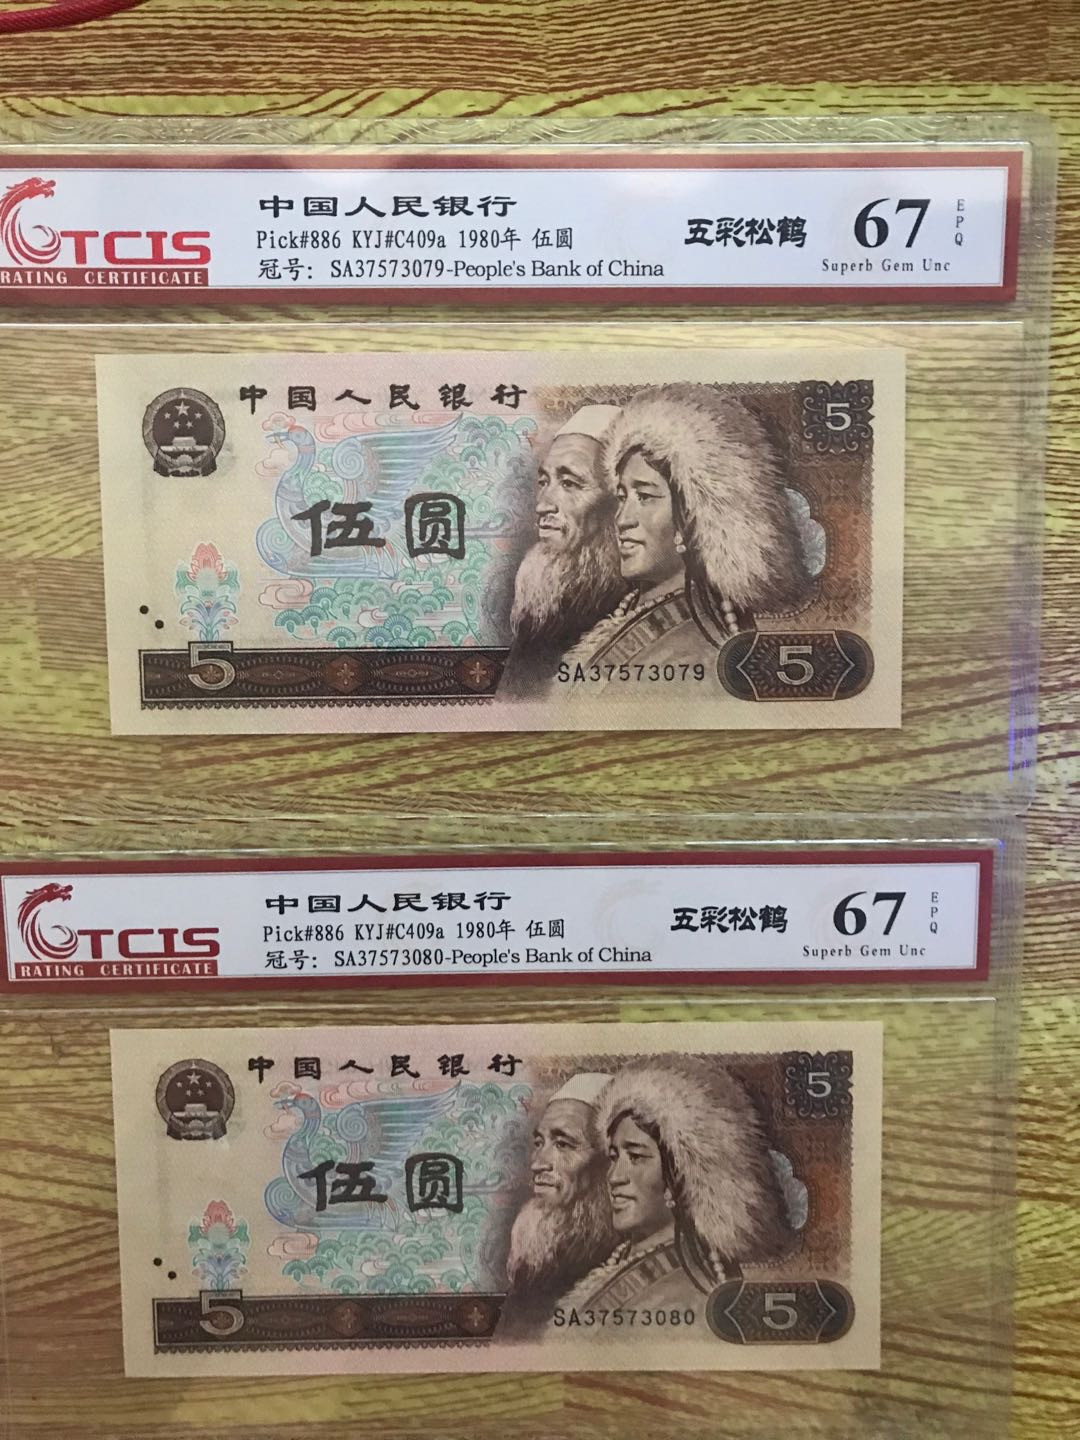 中国人民银行
Pick#886 KYJ#C409a 1980年 伍圆
冠号: SA37573079-People's Bank of China
五彩松鹤
67
EPQ
Superb Gem Unc
TCIS
RATING CERTIFICATE
中国人民银行
5
伍圆
5
SA37573079
5
中国人民银行
Pick#886 KYJ#C409a 1980年 伍圆
冠号: SA37573080-People's Bank of China
五彩松鹤
67
EPQ
Superb Gem Unc
TCIS
RATING CERTIFICATE
中国人民银行
5
伍圆
5
SA37573080
5